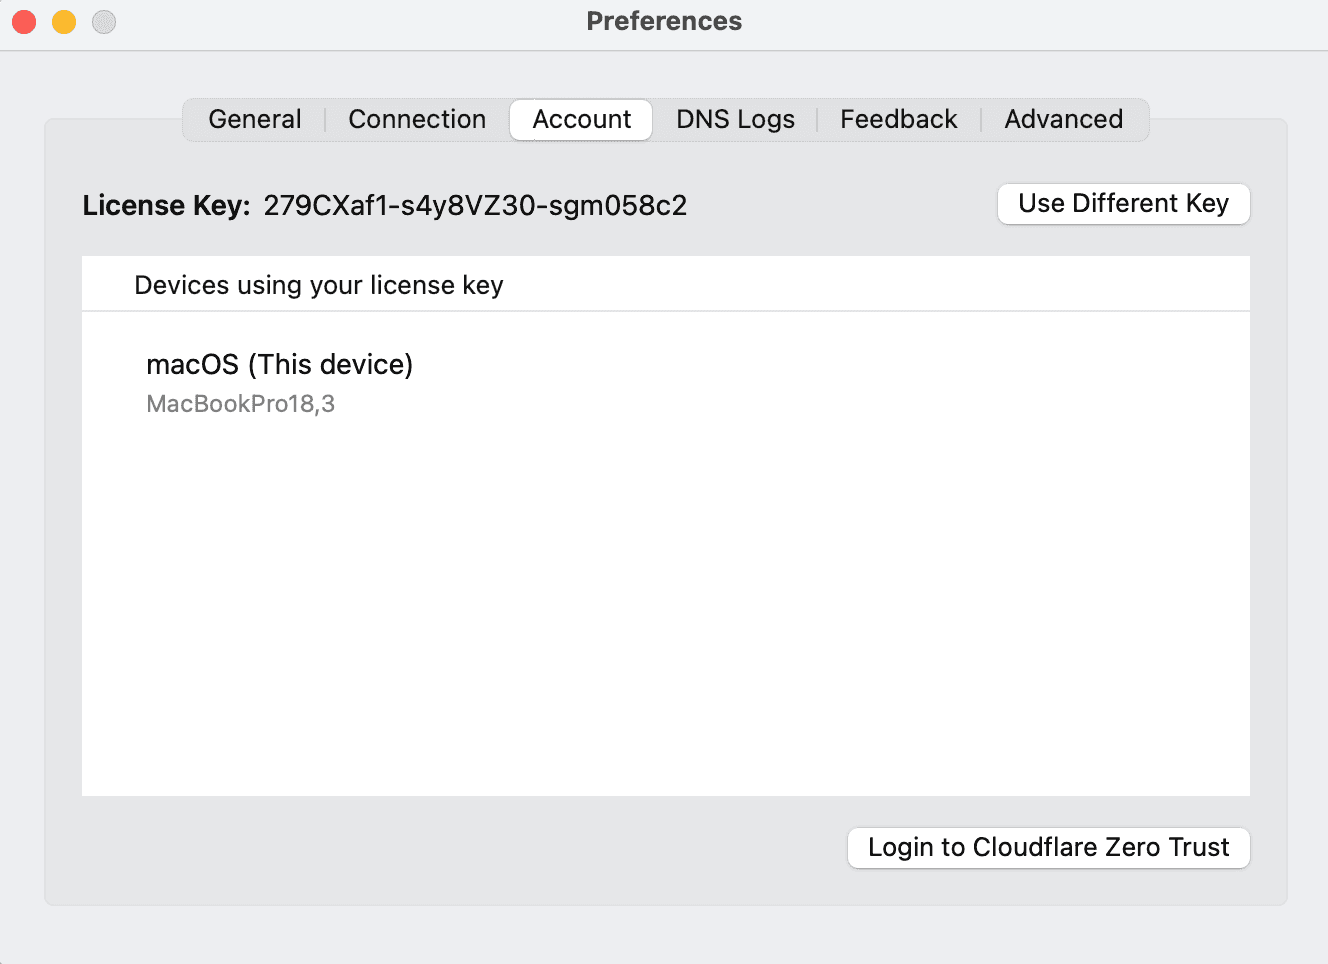 Preferences
General
Connection
Account
DNS Logs
Feedback
Advanced
License Key: 279CXaf1-s4y8VZ30-sgm058c2
Use Different Key
Devices using your license key
macOS (This device)
MacBookPro18,3
Login to Cloudflare Zero Trust